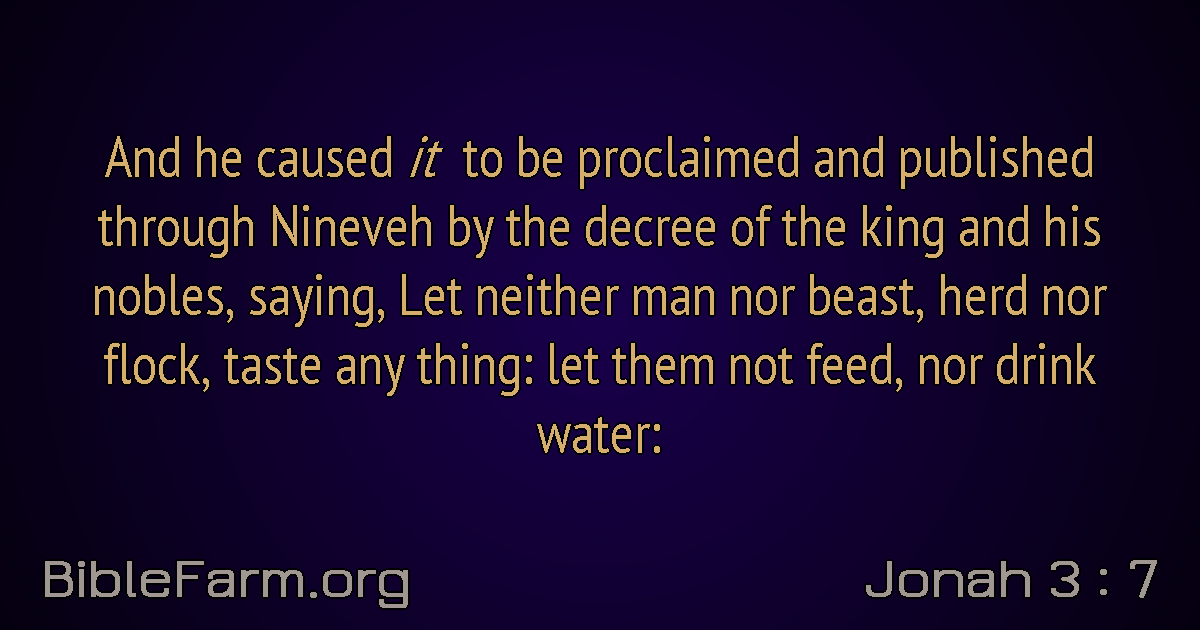 And he caused it to be proclaimed and published
through Nineveh by the decree of the king and his
nobles, saying, Let neither man nor beast, herd nor
flock, taste any thing: let them not feed, nor drink
water:
BibleFarm.org
Jonah 3 : 7